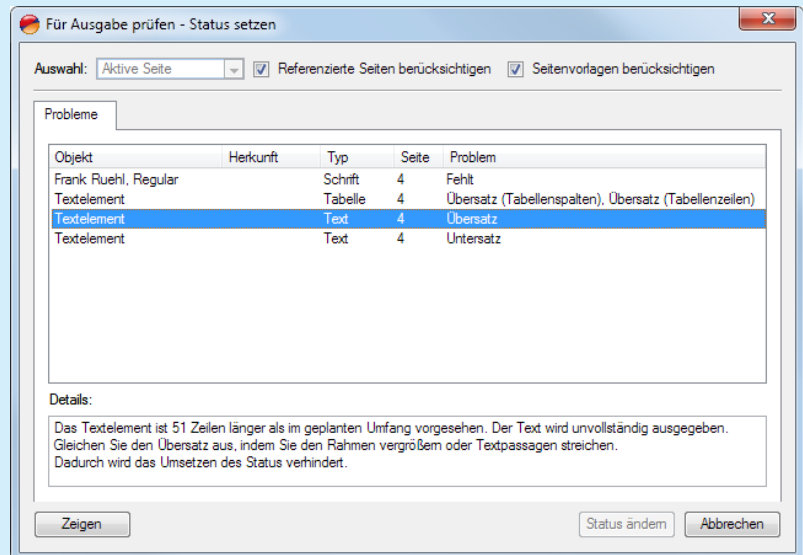 Für Ausgabe prüfen - Status setzen
Auswahl: Aktive Seite Referenzierte Seiten berücksichtigen Seitenvorlagen berücksichtigen
Probleme
Objekt Herkunft Typ Seite Problem
Frank Ruehl, Regular Schrift 4 Fehlt
Textelement Tabelle 4 Übersatz (Tabellenspalten), Übersatz (Tabellenzeilen)
Textelement Text 4 Übersatz
Textelement Text 4 Untersatz
Details:
Das Textelement ist 51 Zeilen länger als im geplanten Umfang vorgesehen. Der Text wird unvollständig ausgegeben.
Gleichen Sie den Übersatz aus, indem Sie den Rahmen vergrößern oder Textpassagen streichen.
Dadurch wird das Umsetzen des Status verhindert.
Zeigen Status ändern Abbrechen